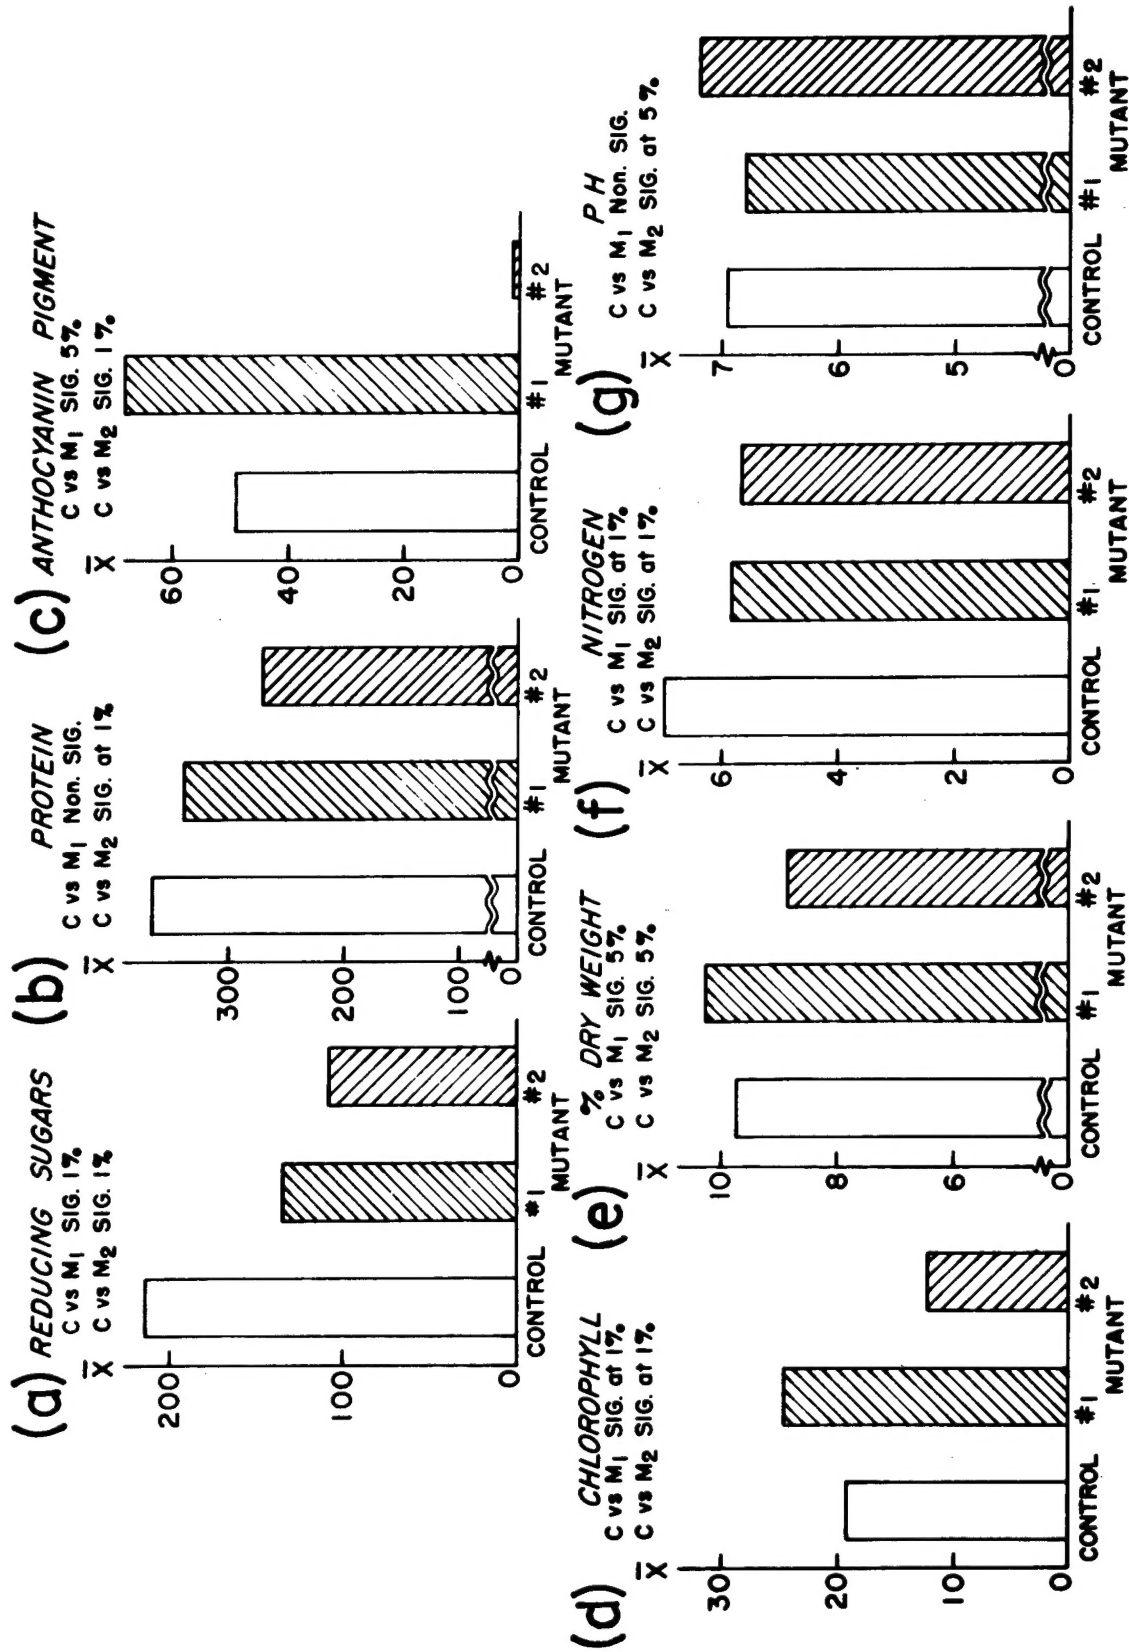 (a) REDUCING SUGARS
C vs M1 SIG. 1%
C vs M2 SIG. 1%
X̄
200
100
0
CONTROL
#1
#2
MUTANT
(b) PROTEIN
C vs M1 Non. SIG.
C vs M2 SIG. at 1%
X̄
300
200
100
0
CONTROL
#1
#2
MUTANT
(c) ANTHOCYANIN PIGMENT
C vs M1 SIG. 5%
C vs M2 SIG. 1%
X̄
60
40
20
0
CONTROL
#1
#2
MUTANT
(d) CHLOROPHYLL
C vs M1 SIG. at 1%
C vs M2 SIG. at 1%
X̄
30
20
10
0
CONTROL
#1
#2
MUTANT
(e) % DRY WEIGHT
C vs M1 SIG. 5%
C vs M2 SIG. 5%
X̄
10
8
6
0
CONTROL
#1
#2
MUTANT
(f) NITROGEN
C vs M1 SIG. at 1%
C vs M2 SIG. at 1%
X̄
6
4
2
0
CONTROL
#1
#2
MUTANT
(g) P H
C vs M1 Non. SIG.
C vs M2 SIG. at 5%
X̄
7
6
5
0
CONTROL
#1
#2
MUTANT